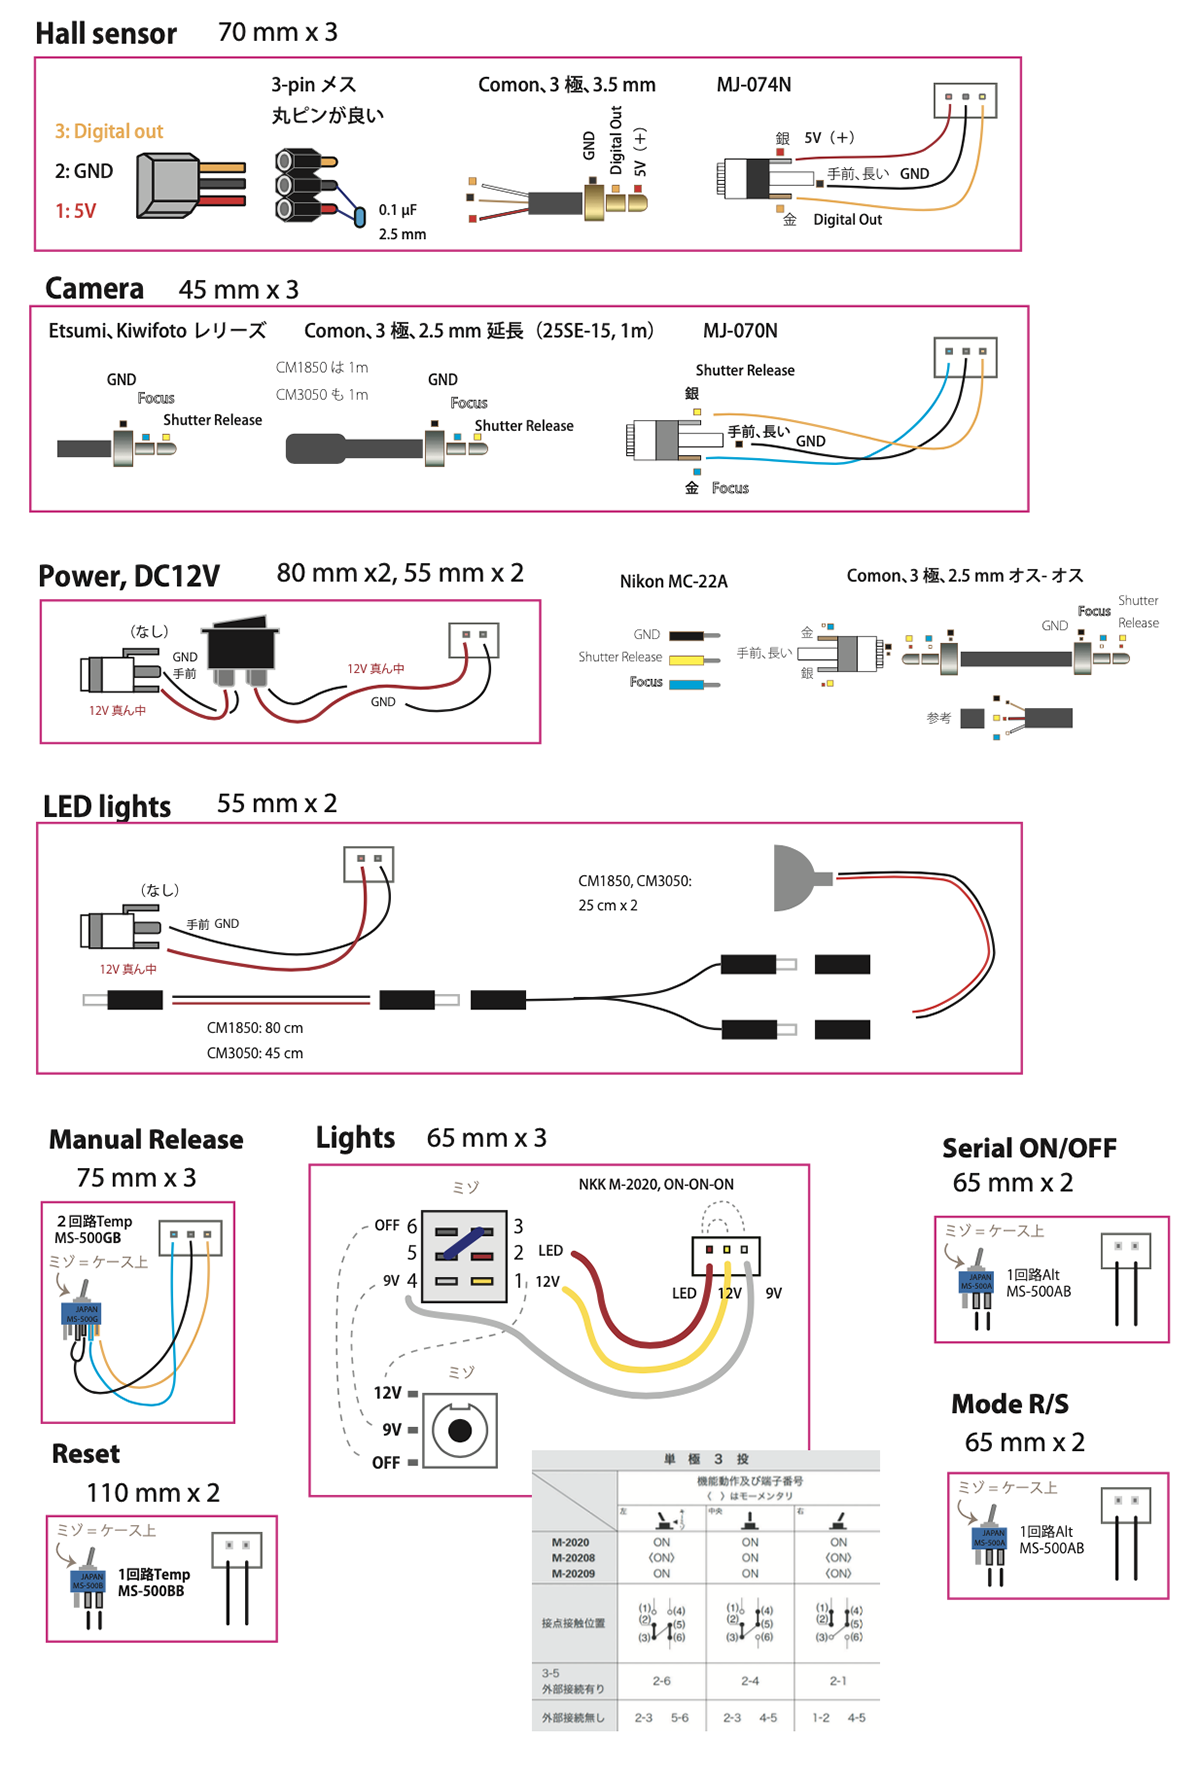 Hall sensor 70 mm x 3
3-pin メス
丸ピンが良い
3: Digital out
2: GND
1: 5V
0.1 µF
2.5 mm
Comon、3 極、3.5 mm
GND
Digital Out
5V（＋）
MJ-074N
銀 5V（＋）
手前、長い GND
金 Digital Out
Camera 45 mm x 3
Etsumi、Kiwifoto レリーズ
GND
Focus
Shutter Release
Comon、3 極、2.5 mm 延長（25SE-15, 1m）
CM1850 は 1m
CM3050 も 1m
GND
Focus
Shutter Release
MJ-070N
Shutter Release
銀
手前、長い GND
金 Focus
Power, DC12V 80 mm x2, 55 mm x 2
（なし）
GND
手前
12V 真ん中
12V 真ん中
GND
Nikon MC-22A
GND
Shutter Release
Focus
Comon、3 極、2.5 mm オス- オス
金
手前、長い
銀
GND
Focus
Shutter
Release
参考
LED lights 55 mm x 2
（なし）
手前 GND
12V 真ん中
CM1850: 80 cm
CM3050: 45 cm
CM1850, CM3050:
25 cm x 2
Manual Release
75 mm x 3
２回路Temp
MS-500GB
ミゾ＝ケース上
JAPAN
MS-500G
Lights 65 mm x 3
ミゾ
NKK M-2020, ON-ON-ON
OFF 6 3
5 2 LED
9V 4 1 12V
LED 12V 9V
ミゾ
12V
9V
OFF
Serial ON/OFF
65 mm x 2
ミゾ＝ケース上
JAPAN
MS-500A
1回路Alt
MS-500AB
Reset
110 mm x 2
ミゾ＝ケース上
JAPAN
MS-500B
1回路Temp
MS-500BB
Mode R/S
65 mm x 2
ミゾ＝ケース上
JAPAN
MS-500A
1回路Alt
MS-500AB
単 極 3 投
機能動作及び端子番号
〈 〉はモーメンタリ
左 中央 右
M-2020 ON ON ON
M-20208 〈ON〉 ON 〈ON〉
M-20209 ON ON 〈ON〉
接点接触位置
(1) (4) (1) (4) (1) (4)
(2) (5) (2) (5) (2) (5)
(3) (6) (3) (6) (3) (6)
3-5
外部接続有り 2-6 2-4 2-1
外部接続無し 2-3 5-6 2-3 4-5 1-2 4-5